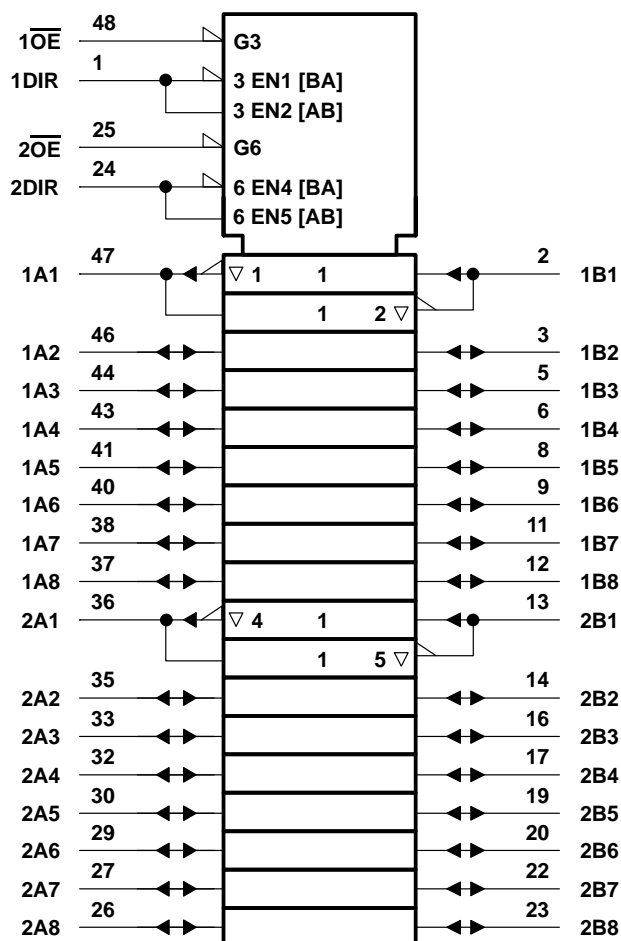 48
1OE G3
1
1DIR 3 EN1 [BA]
3 EN2 [AB]
25
2OE G6
24
2DIR 6 EN4 [BA]
6 EN5 [AB]
47 2
1A1 ▽ 1 1 1B1
1 2 ▽
46 3
1A2 1B2
44 5
1A3 1B3
43 6
1A4 1B4
41 8
1A5 1B5
40 9
1A6 1B6
38 11
1A7 1B7
37 12
1A8 1B8
36 13
2A1 ▽ 4 1 2B1
1 5 ▽
35 14
2A2 2B2
33 16
2A3 2B3
32 17
2A4 2B4
30 19
2A5 2B5
29 20
2A6 2B6
27 22
2A7 2B7
26 23
2A8 2B8